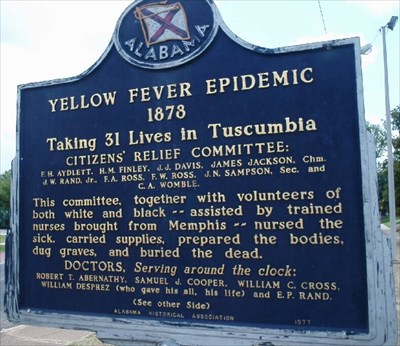 ALABAMA
YELLOW FEVER EPIDEMIC
1878
Taking 31 Lives in Tuscumbia
CITIZENS' RELIEF COMMITTEE:
F.H. AYDLETT, H.M. FINLEY, J.J. DAVIS, JAMES JACKSON, Chm.
J.W. RAND, Jr., F.A. ROSS, F.W. ROSS, J.N. SAMPSON, Sec. and
C.A. WOMBLE.
This committee, together with volunteers of
both white and black -- assisted by trained
nurses brought from Memphis -- nursed the
sick, carried supplies, prepared the bodies,
dug graves, and buried the dead.
DOCTORS, Serving around the clock:
ROBERT T. ABERNATHY, SAMUEL J. COOPER, WILLIAM C. CROSS,
WILLIAM DESPREZ (who gave his all, his life) and E.P. RAND.
(See other Side)
ALABAMA HISTORICAL ASSOCIATION 1977